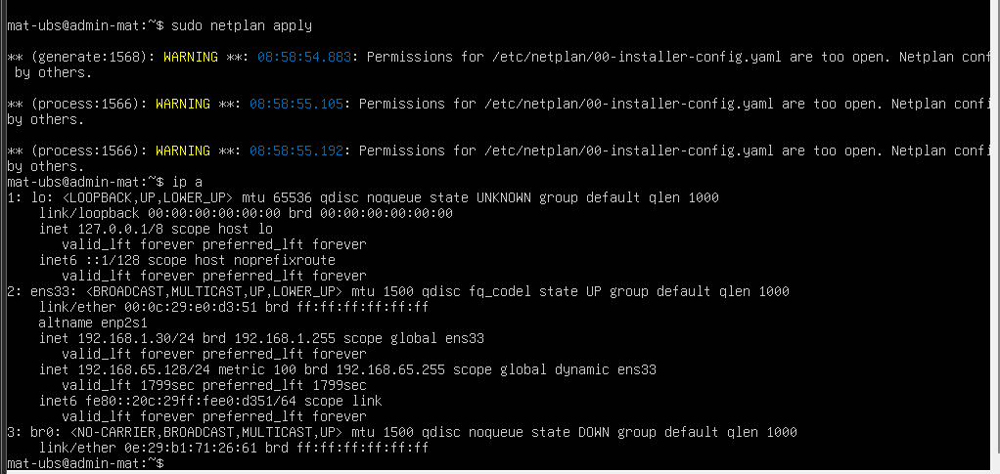 mat-ubs@admin-mat:~$ sudo netplan apply
** (generate:1568): WARNING **: 08:58:54.883: Permissions for /etc/netplan/00-installer-config.yaml are too open. Netplan conf
by others.
** (process:1566): WARNING **: 08:58:55.105: Permissions for /etc/netplan/00-installer-config.yaml are too open. Netplan confi
by others.
** (process:1566): WARNING **: 08:58:55.192: Permissions for /etc/netplan/00-installer-config.yaml are too open. Netplan confi
by others.
mat-ubs@admin-mat:~$ ip a
1: lo: <LOOPBACK,UP,LOWER_UP> mtu 65536 qdisc noqueue state UNKNOWN group default qlen 1000
    link/loopback 00:00:00:00:00:00 brd 00:00:00:00:00:00
    inet 127.0.0.1/8 scope host lo
       valid_lft forever preferred_lft forever
    inet6 ::1/128 scope host noprefixroute
       valid_lft forever preferred_lft forever
2: ens33: <BROADCAST,MULTICAST,UP,LOWER_UP> mtu 1500 qdisc fq_codel state UP group default qlen 1000
    link/ether 00:0c:29:e0:d3:51 brd ff:ff:ff:ff:ff:ff
    altname enp2s1
    inet 192.168.1.30/24 brd 192.168.1.255 scope global ens33
       valid_lft forever preferred_lft forever
    inet 192.168.65.128/24 metric 100 brd 192.168.65.255 scope global dynamic ens33
       valid_lft 1799sec preferred_lft 1799sec
    inet6 fe80::20c:29ff:fee0:d351/64 scope link
       valid_lft forever preferred_lft forever
3: br0: <NO-CARRIER,BROADCAST,MULTICAST,UP> mtu 1500 qdisc noqueue state DOWN group default qlen 1000
    link/ether 0e:29:b1:71:26:61 brd ff:ff:ff:ff:ff:ff
mat-ubs@admin-mat:~$